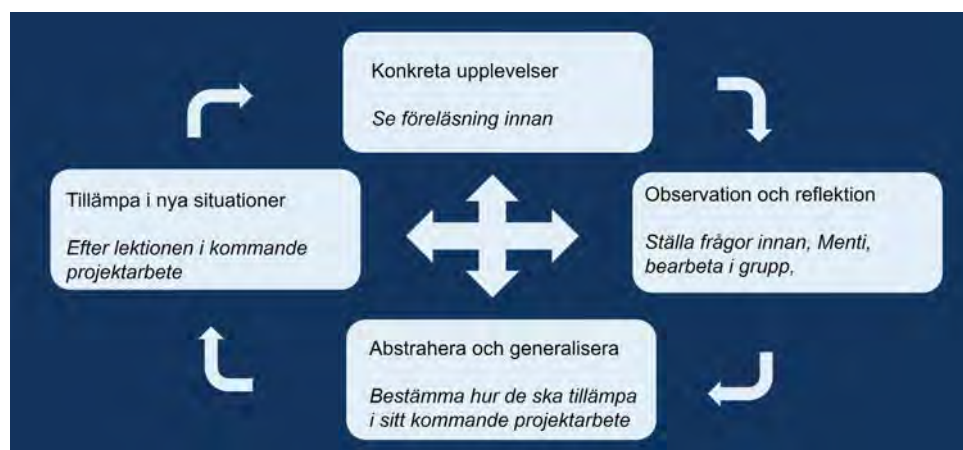 Konkreta upplevelser
Se föreläsning innan
Tillämpa i nya situationer
Efter lektionen i kommande
projektarbete
Observation och reflektion
Ställa frågor innan, Menti,
bearbeta i grupp,
Abstrahera och generalisera
Bestämma hur de ska tillämpa
i sitt kommande projektarbete